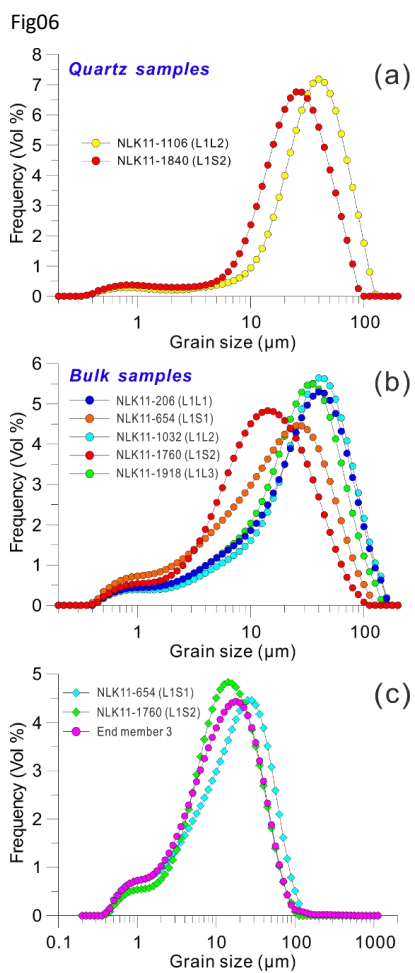 Fig06
Quartz samples
(a)
NLK11-1106 (L1L2)
NLK11-1840 (L1S2)
Frequency (Vol %)
8
7
6
5
4
3
2
1
0
1
10
100
Grain size (µm)
Bulk samples
(b)
NLK11-206 (L1L1)
NLK11-654 (L1S1)
NLK11-1032 (L1L2)
NLK11-1760 (L1S2)
NLK11-1918 (L1L3)
Frequency (Vol %)
6
5
4
3
2
1
0
1
10
100
Grain size (µm)
(c)
NLK11-654 (L1S1)
NLK11-1760 (L1S2)
End member 3
Frequency (Vol %)
5
4
3
2
1
0
0.1
1
10
100
1000
Grain size (µm)